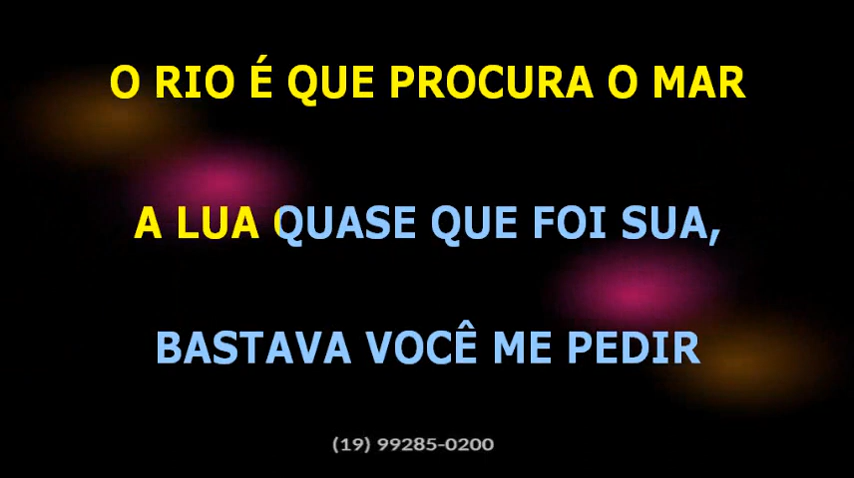 O RIO É QUE PROCURA O MAR
A LUA QUASE QUE FOI SUA,
BASTAVA VOCÊ ME PEDIR
(19) 99285-0200